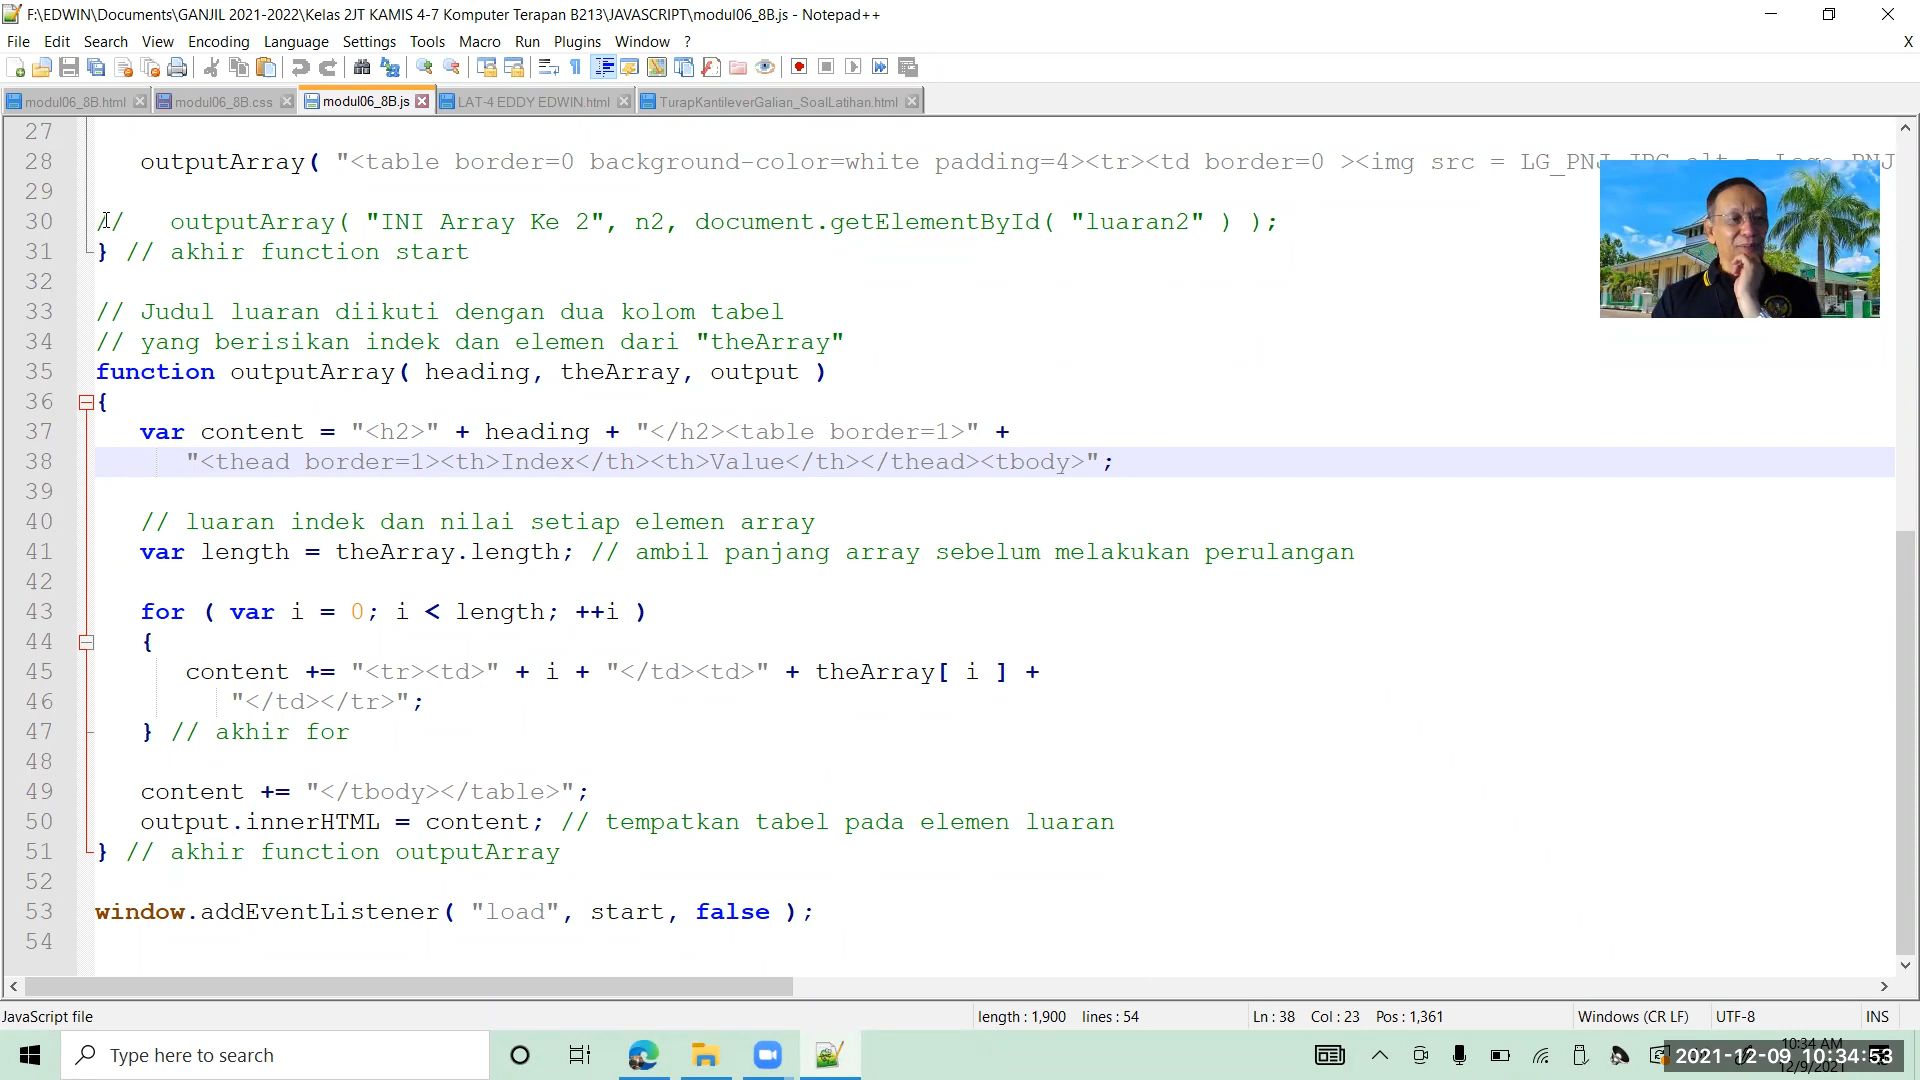 F:\EDWIN\Documents\GANJIL 2021-2022\Kelas 2JT KAMIS 4-7 Komputer Terapan B213\JAVASCRIPT\modul06_8B.js - Notepad++
File Edit Search View Encoding Language Settings Tools Macro Run Plugins Window ? X
modul06_8B.html modul06_8B.css modul06_8B.js LAT-4 EDDY EDWIN.html TurapKantileverGalian_SoalLatihan.html
27
28 outputArray( "<table border=0 background-color=white padding=4><tr><td border=0 ><img src = LG_PNJ.JPG alt = Logo PNJ
29
30 // outputArray( "INI Array Ke 2", n2, document.getElementById( "luaran2" ) );
31 } // akhir function start
32
33 // Judul luaran diikuti dengan dua kolom tabel
34 // yang berisikan indek dan elemen dari "theArray"
35 function outputArray( heading, theArray, output )
36 {
37 var content = "<h2>" + heading + "</h2><table border=1>" +
38 "<thead border=1><th>Index</th><th>Value</th></thead><tbody>";
39
40 // luaran indek dan nilai setiap elemen array
41 var length = theArray.length; // ambil panjang array sebelum melakukan perulangan
42
43 for ( var i = 0; i < length; ++i )
44 {
45 content += "<tr><td>" + i + "</td><td>" + theArray[ i ] +
46 "</td></tr>";
47 } // akhir for
48
49 content += "</tbody></table>";
50 output.innerHTML = content; // tempatkan tabel pada elemen luaran
51 } // akhir function outputArray
52
53 window.addEventListener( "load", start, false );
54
JavaScript file length : 1,900 lines : 54 Ln : 38 Col : 23 Pos : 1,361 Windows (CR LF) UTF-8 INS
Type here to search
10:34 AM
2021-12-09 10:34:53
12/9/2021